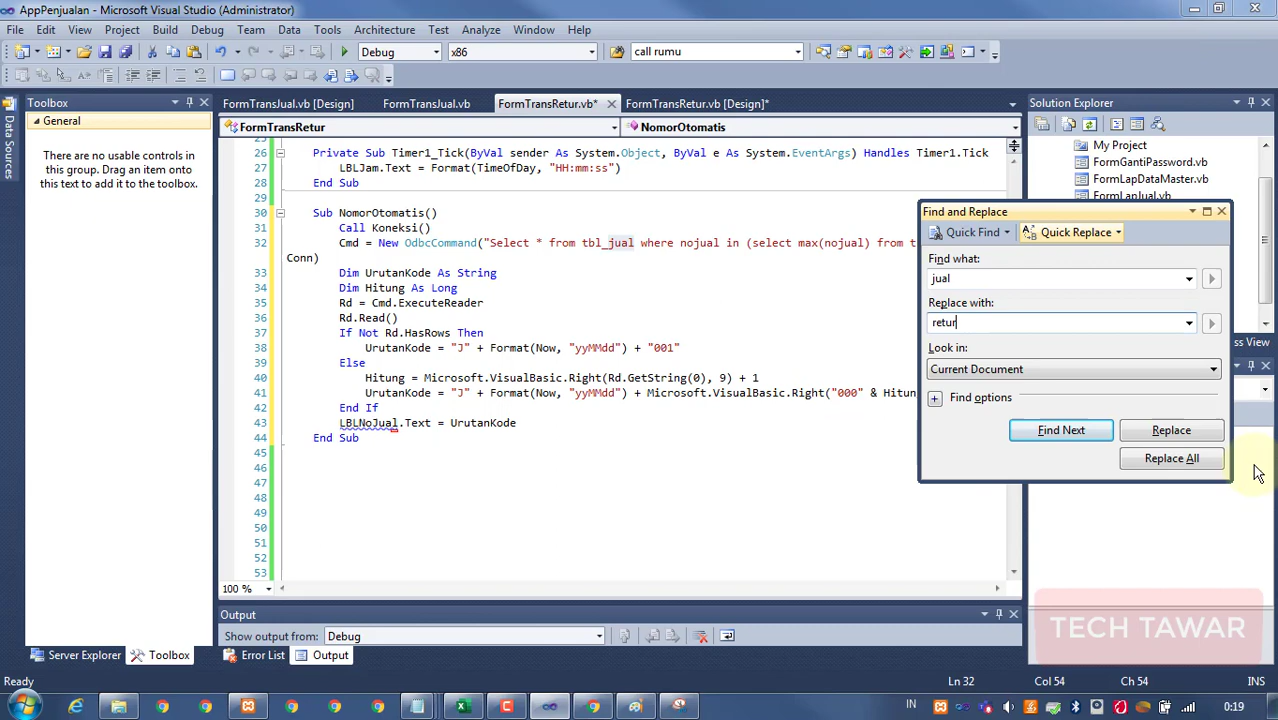 AppPenjualan - Microsoft Visual Studio (Administrator)
File Edit View Project Build Debug Team Data Tools Architecture Test Analyze Window Help
Debug x86 call rumu
Toolbox
General
There are no usable controls in
this group. Drag an item onto
this text to add it to the toolbox.
Data Sources
FormTransJual.vb [Design] FormTransJual.vb FormTransRetur.vb* FormTransRetur.vb [Design]*
FormTransRetur NomorOtomatis
25
26 Private Sub Timer1_Tick(ByVal sender As System.Object, ByVal e As System.EventArgs) Handles Timer1.Tick
27 LBLJam.Text = Format(TimeOfDay, "HH:mm:ss")
28 End Sub
29
30 Sub NomorOtomatis()
31 Call Koneksi()
32 Cmd = New OdbcCommand("Select * from tbl_jual where nojual in (select max(nojual) from t
Conn)
33 Dim UrutanKode As String
34 Dim Hitung As Long
35 Rd = Cmd.ExecuteReader
36 Rd.Read()
37 If Not Rd.HasRows Then
38 UrutanKode = "J" + Format(Now, "yyMMdd") + "001"
39 Else
40 Hitung = Microsoft.VisualBasic.Right(Rd.GetString(0), 9) + 1
41 UrutanKode = "J" + Format(Now, "yyMMdd") + Microsoft.VisualBasic.Right("000" & Hitung,
42 End If
43 LBLNoJual.Text = UrutanKode
44 End Sub
45
46
47
48
49
50
51
52
53
100 %
Output
Show output from: Debug
Server Explorer Toolbox Error List Output
Solution Explorer
My Project
FormGantiPassword.vb
FormLapDataMaster.vb
FormLapJual.vb
ss View
Find and Replace
Quick Find Quick Replace
Find what:
jual
Replace with:
retur
Look in:
Current Document
Find options
Find Next Replace
Replace All
TECH TAWAR
Ready Ln 32 Col 54 Ch 54 INS
IN 0:19